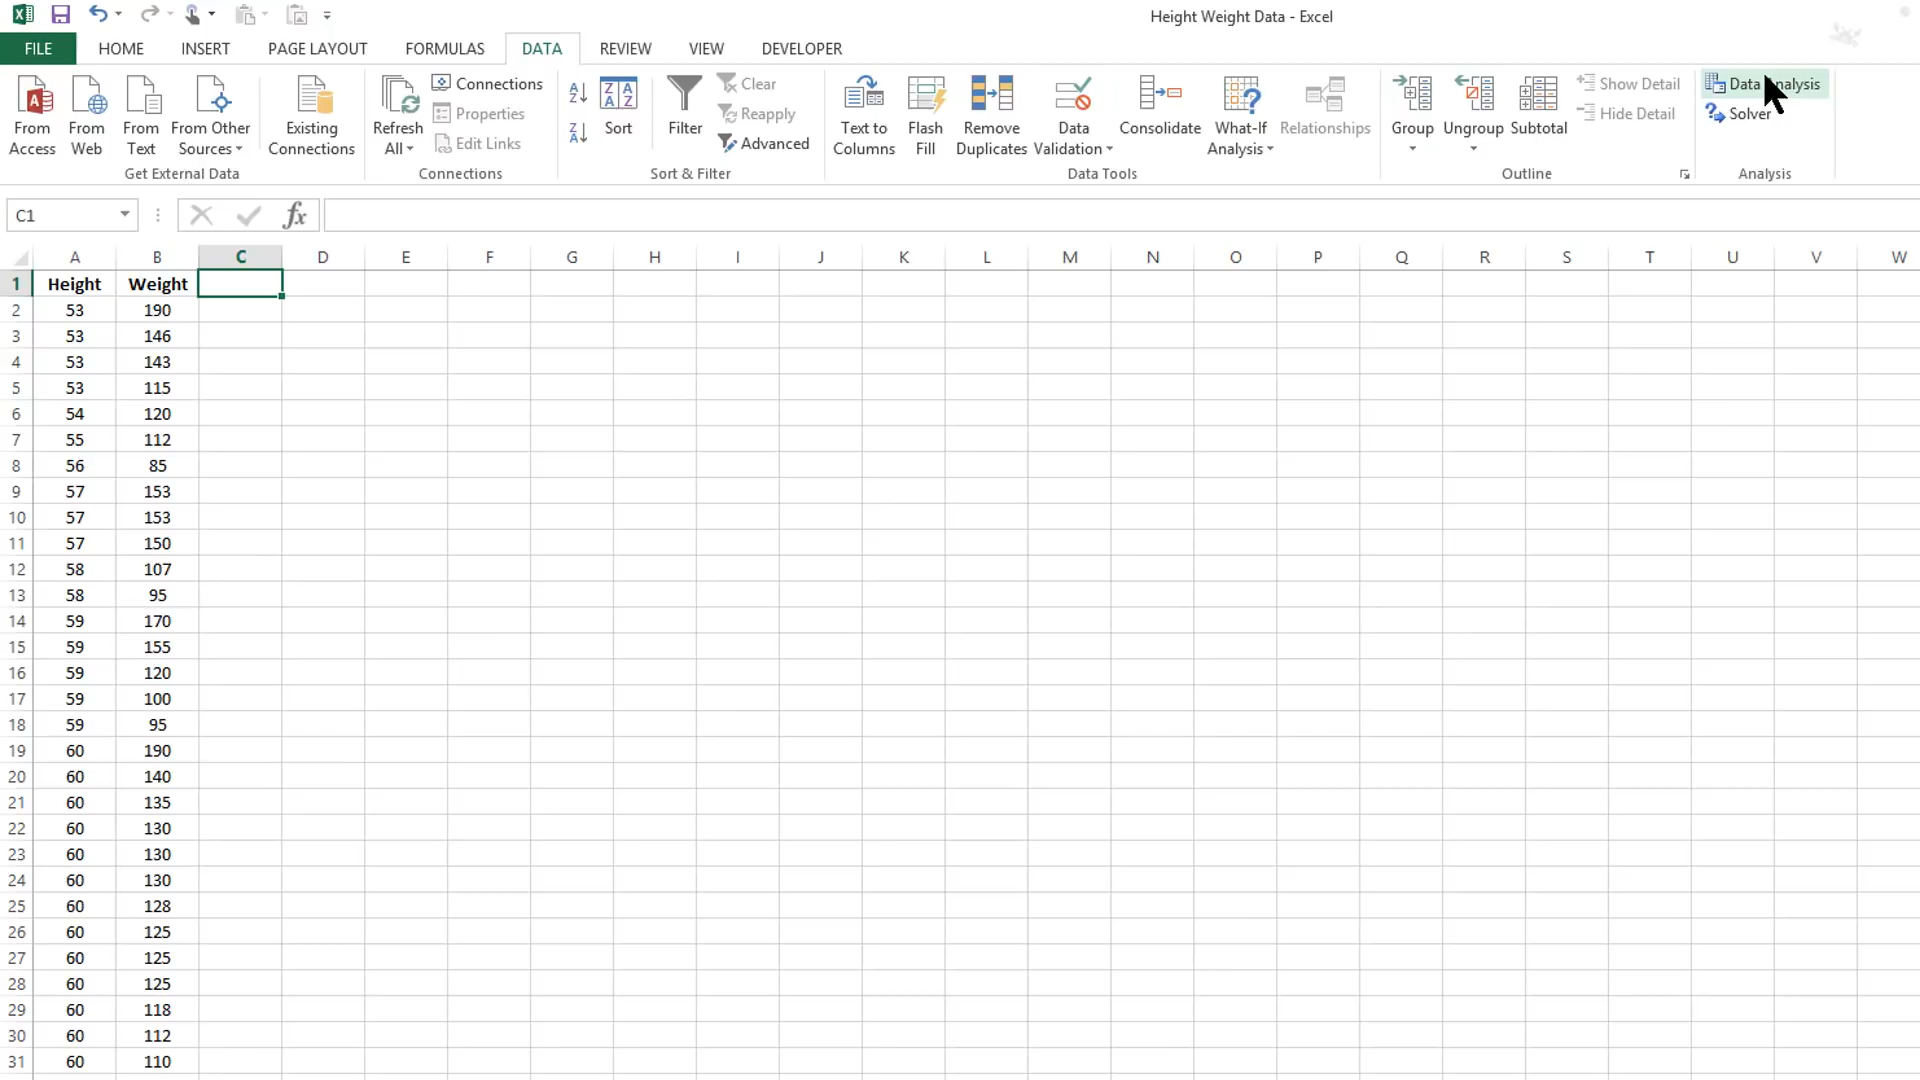 Height Weight Data - Excel
FILE HOME INSERT PAGE LAYOUT FORMULAS DATA REVIEW VIEW DEVELOPER
From Access
From Web
From Text
From Other Sources
Existing Connections
Get External Data
Refresh All
Connections
Properties
Edit Links
Connections
Sort
Filter
Clear
Reapply
Advanced
Sort & Filter
Text to Columns
Flash Fill
Remove Duplicates
Data Validation
Consolidate
What-If Analysis
Relationships
Data Tools
Group
Ungroup
Subtotal
Show Detail
Hide Detail
Outline
Data Analysis
Solver
Analysis
C1 fx
A B C D E F G H I J K L M N O P Q R S T U V W
1 Height Weight
2 53 190
3 53 146
4 53 143
5 53 115
6 54 120
7 55 112
8 56 85
9 57 153
10 57 153
11 57 150
12 58 107
13 58 95
14 59 170
15 59 155
16 59 120
17 59 100
18 59 95
19 60 190
20 60 140
21 60 135
22 60 130
23 60 130
24 60 130
25 60 128
26 60 125
27 60 125
28 60 125
29 60 118
30 60 112
31 60 110